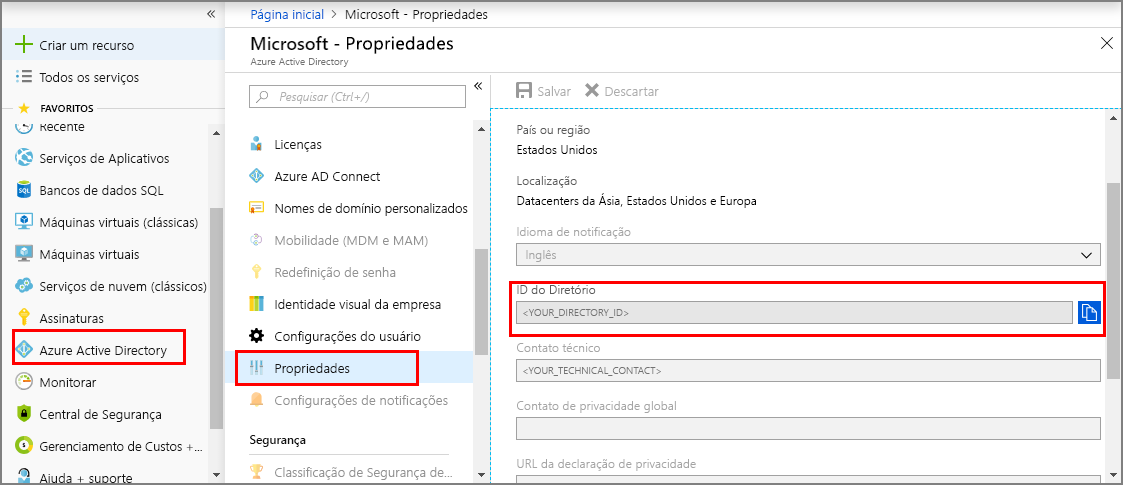 «
Criar um recurso
Todos os serviços
FAVORITOS
Recente
Serviços de Aplicativos
Bancos de dados SQL
SQL
Máquinas virtuais (clássicas)
Máquinas virtuais
Serviços de nuvem (clássicos)
Assinaturas
Azure Active Directory
Monitorar
Central de Segurança
Gerenciamento de Custos +...
Ajuda + suporte
Página inicial > Microsoft - Propriedades
Microsoft - Propriedades
Azure Active Directory
Pesquisar (Ctrl+/)
«
Licenças
Azure AD Connect
Nomes de domínio personalizados
Mobilidade (MDM e MAM)
Redefinição de senha
Identidade visual da empresa
Configurações do usuário
Propriedades
Configurações de notificações
Segurança
Classificação de Segurança de...
Salvar
Descartar
País ou região
Estados Unidos
Localização
Datacenters da Ásia, Estados Unidos e Europa
Idioma de notificação
Inglês
ID do Diretório
<YOUR_DIRECTORY_ID>
Contato técnico
<YOUR_TECHNICAL_CONTACT>
Contato de privacidade global
URL da declaração de privacidade